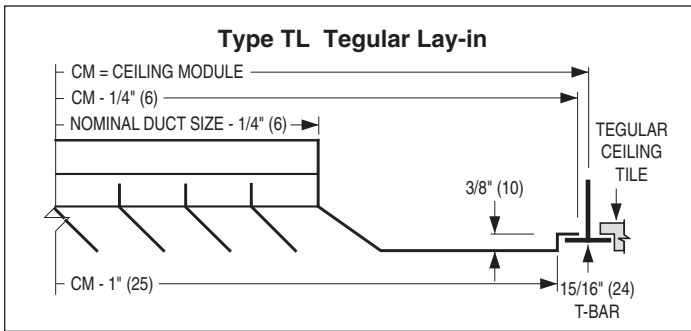 Type TL Tegular Lay-in
CM = CEILING MODULE
CM - 1/4" (6)
NOMINAL DUCT SIZE - 1/4" (6)
TEGULAR
CEILING
TILE
3/8" (10)
CM - 1" (25)
15/16" (24)
T-BAR